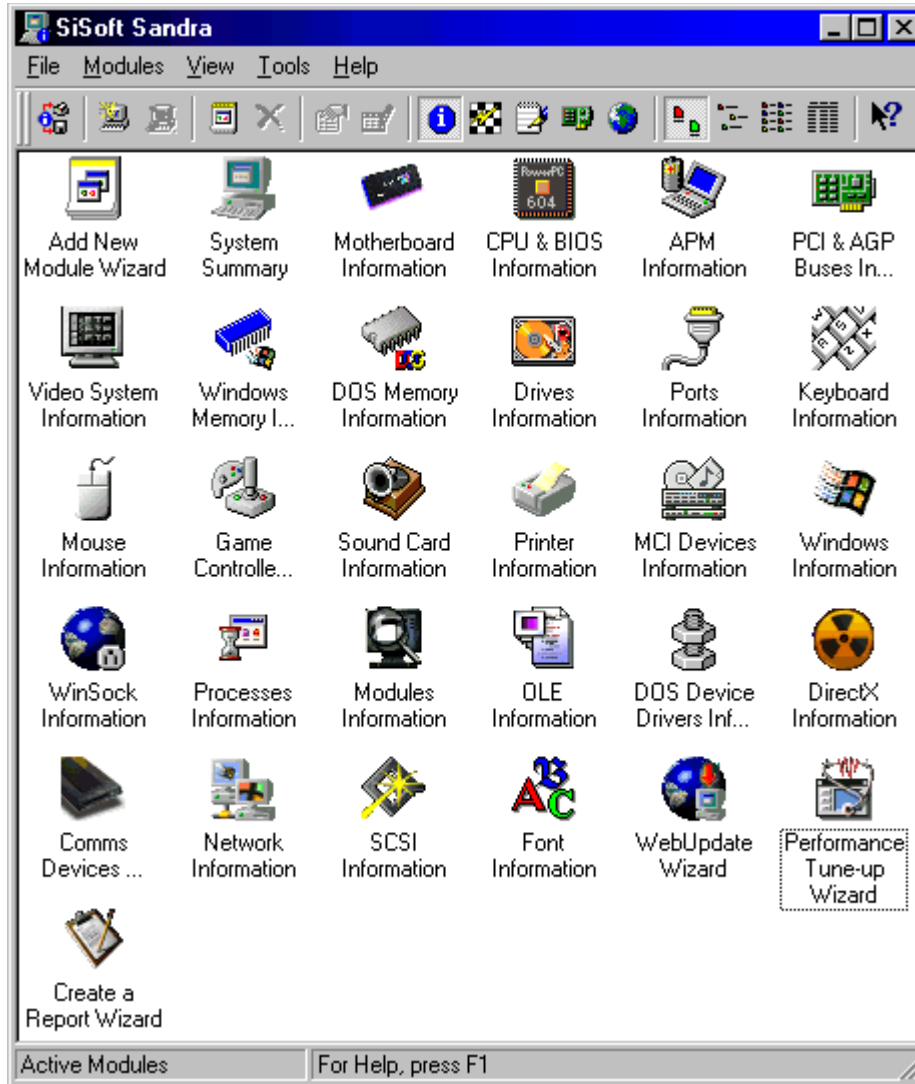 SiSoft Sandra
File Modules View Tools Help
PowerPC
604
Add New
Module Wizard
System
Summary
Motherboard
Information
CPU & BIOS
Information
APM
Information
PCI & AGP
Buses In...
Video System
Information
Windows
Memory I...
DOS Memory
Information
Drives
Information
Ports
Information
Keyboard
Information
Mouse
Information
Game
Controlle...
Sound Card
Information
Printer
Information
MCI Devices
Information
Windows
Information
WinSock
Information
Processes
Information
Modules
Information
OLE
Information
DOS Device
Drivers Inf...
DirectX
Information
Comms
Devices ...
Network
Information
SCSI
Information
A B C
Font
Information
WebUpdate
Wizard
Performance
Tune-up
Wizard
Create a
Report Wizard
Active Modules
For Help, press F1